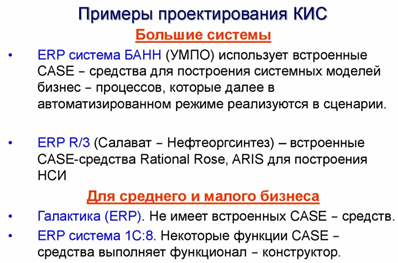 Примеры проектирования КИС
Большие системы
• ERP система БАНН (УМПО) использует встроенные
CASE – средства для построения системных моделей
бизнес – процессов, которые далее в
автоматизированном режиме реализуются в сценарии.
• ERP R/3 (Салават – Нефтеоргсинтез) – встроенные
CASE-средства Rational Rose, ARIS для построения
НСИ
Для среднего и малого бизнеса
• Галактика (ERP). Не имеет встроенных CASE – средств.
• ERP система 1С:8. Некоторые функции CASE –
средства выполняет функционал – конструктор.